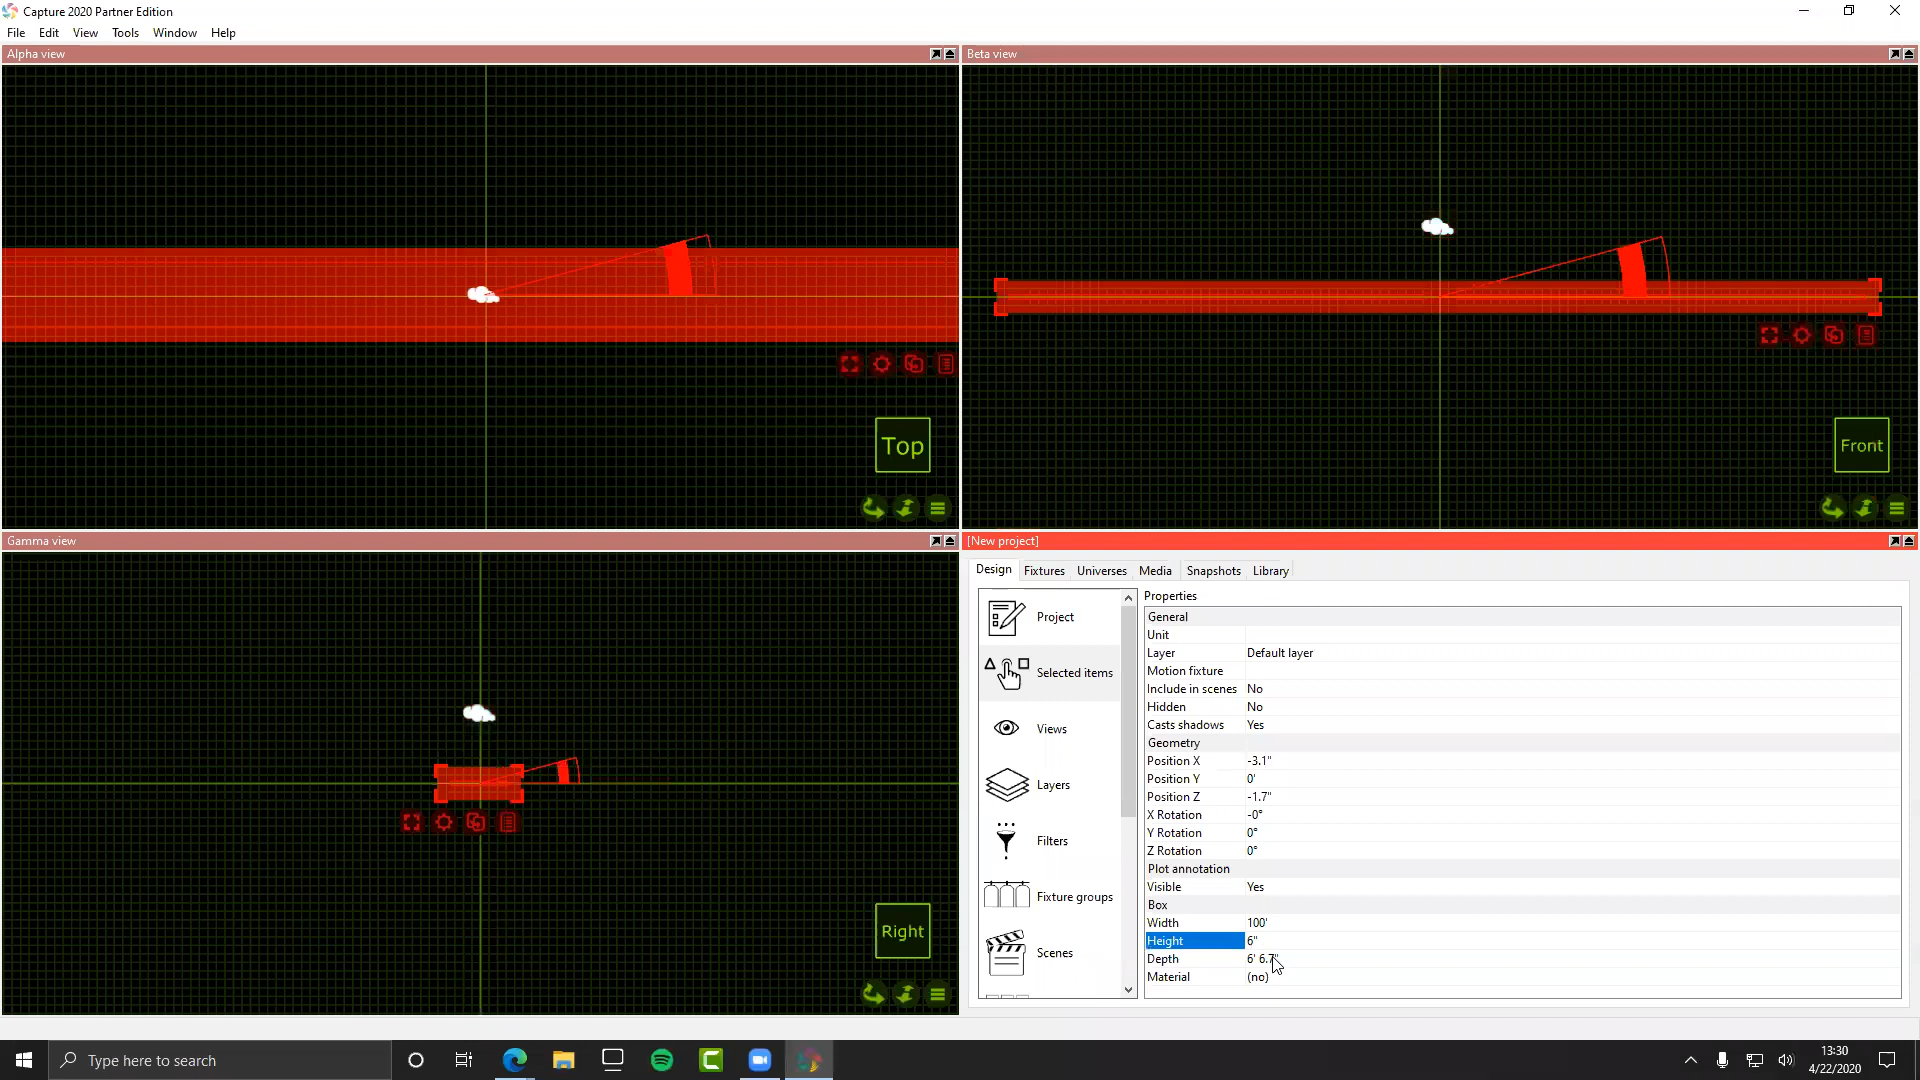 Capture 2020 Partner Edition
File Edit View Tools Window Help
Alpha view
Beta view
Top
Front
Gamma view
Right
[New project]
Design Fixtures Universes Media Snapshots Library
Project
Selected items
Views
Layers
Filters
Fixture groups
Scenes
Properties
General
Unit
Layer Default layer
Motion fixture
Include in scenes No
Hidden No
Casts shadows Yes
Geometry
Position X -3.1"
Position Y 0'
Position Z -1.7"
X Rotation -0°
Y Rotation 0°
Z Rotation 0°
Plot annotation
Visible Yes
Box
Width 100'
Height 6"
Depth 6' 6.7"
Material (no)
Type here to search
13:30
4/22/2020